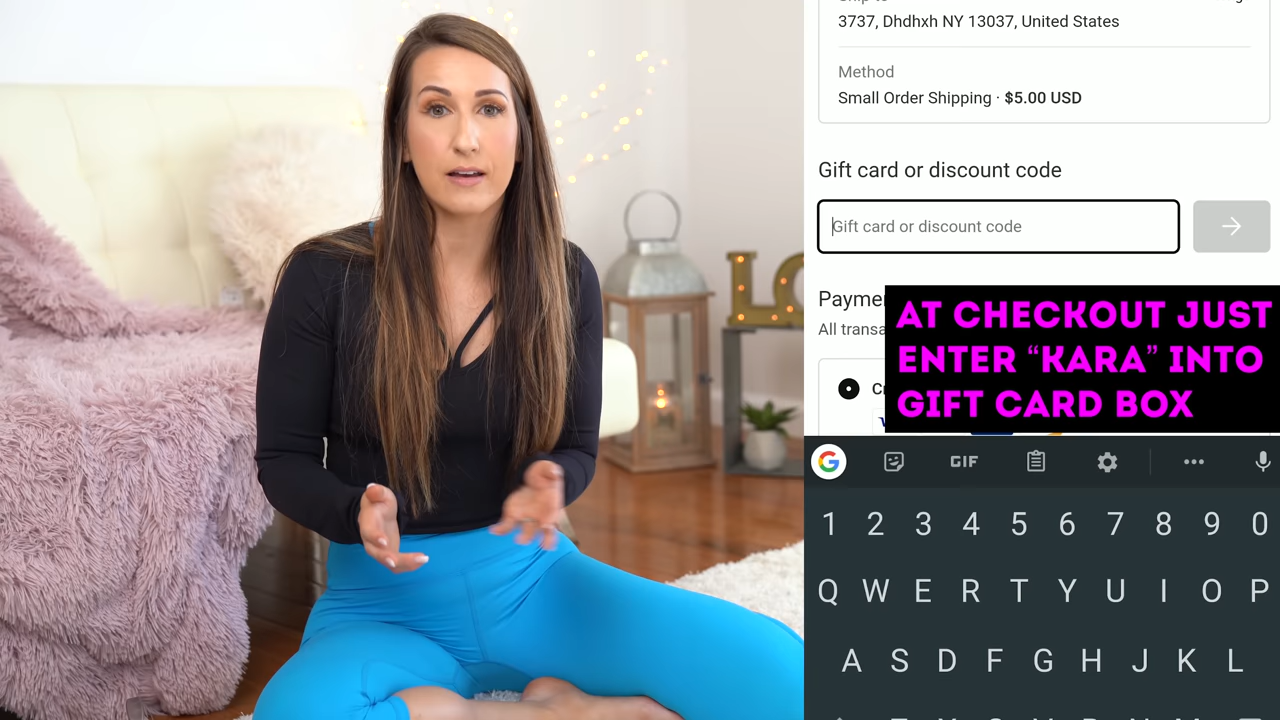 3737, Dhdhxh NY 13037, United States
Method
Small Order Shipping · $5.00 USD
Gift card or discount code
Gift card or discount code
All
AT CHECKOUT JUST
ENTER “KARA” INTO
GIFT CARD BOX
GIF
1 2 3 4 5 6 7 8 9 0
Q W E R T Y U I O P
A S D F G H J K L